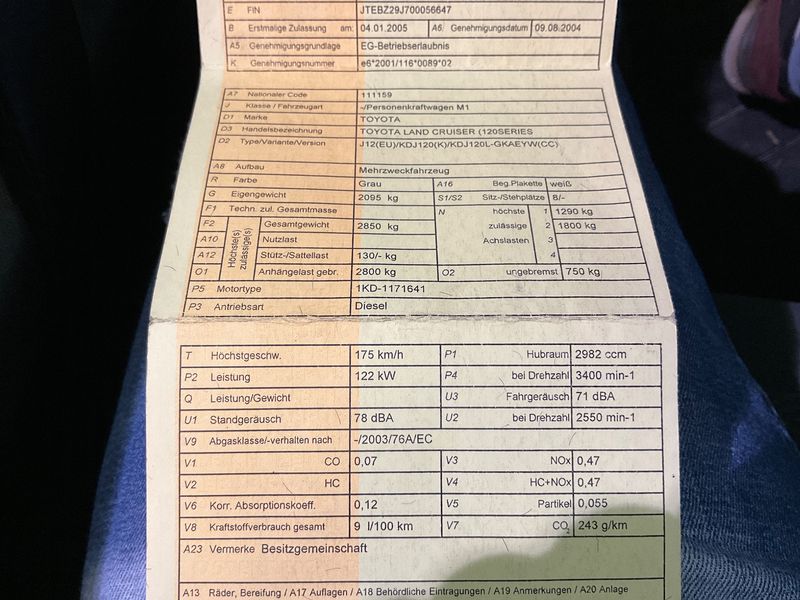 E FIN JTEBZ29J700056647
B Erstmalige Zulassung am: 04.01.2005 A6 Genehmigungsdatum 09.08.2004
A5 Genehmigungsgrundlage EG-Betriebserlaubnis
K Genehmigungsnummer e6*2001/116*0089*02
A7 Nationaler Code 111159
J Klasse / Fahrzeugart -/Personenkraftwagen M1
D1 Marke TOYOTA
D3 Handelsbezeichnung TOYOTA LAND CRUISER (120SERIES
D2 Type/Variante/Version J12(EU)/KDJ120(K)/KDJ120L-GKAEYW(CC)
A8 Aufbau Mehrzweckfahrzeug
R Farbe Grau A16 Beg.Plakette weiß
G Eigengewicht 2095 kg S1/S2 Sitz-/Stehplätze 8/-
F1 Techn. zul. Gesamtmasse N höchste 1 1290 kg
F2 Höchste(s) zulässige(s) Gesamtgewicht 2850 kg zulässige 2 1800 kg
A10 Nutzlast Achslasten 3
A12 Stütz-/Sattellast 130/- kg 4
O1 Anhängelast gebr. 2800 kg O2 ungebremst 750 kg
P5 Motortype 1KD-1171641
P3 Antriebsart Diesel
T Höchstgeschw. 175 km/h P1 Hubraum 2982 ccm
P2 Leistung 122 kW P4 bei Drehzahl 3400 min-1
Q Leistung/Gewicht U3 Fahrgeräusch 71 dBA
U1 Standgeräusch 78 dBA U2 bei Drehzahl 2550 min-1
V9 Abgasklasse/-verhalten nach -/2003/76A/EC
V1 CO 0,07 V3 NOx 0,47
V2 HC V4 HC+NOx 0,47
V6 Korr. Absorptionskoeff. 0,12 V5 Partikel 0,055
V8 Kraftstoffverbrauch gesamt 9 l/100 km V7 CO2 243 g/km
A23 Vermerke Besitzgemeinschaft
A13 Räder, Bereifung / A17 Auflagen / A18 Behördliche Eintragungen / A19 Anmerkungen / A20 Anlage